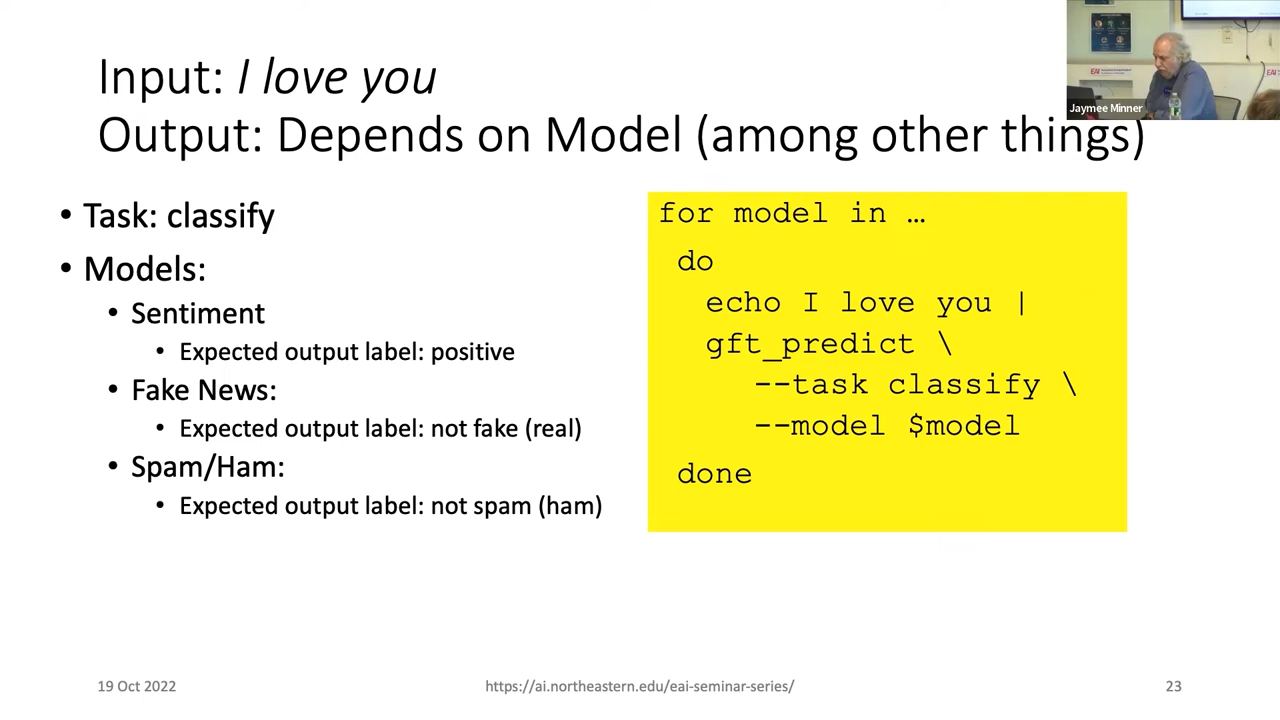 Input: I love you
Output: Depends on Model (among other things)
• Task: classify
• Models:
• Sentiment
• Expected output label: positive
• Fake News:
• Expected output label: not fake (real)
• Spam/Ham:
• Expected output label: not spam (ham)
for model in …
do
echo I love you |
gft_predict \
--task classify \
--model $model
done
EAI
EAI
Jaymee Minner
19 Oct 2022
https://ai.northeastern.edu/eai-seminar-series/
23